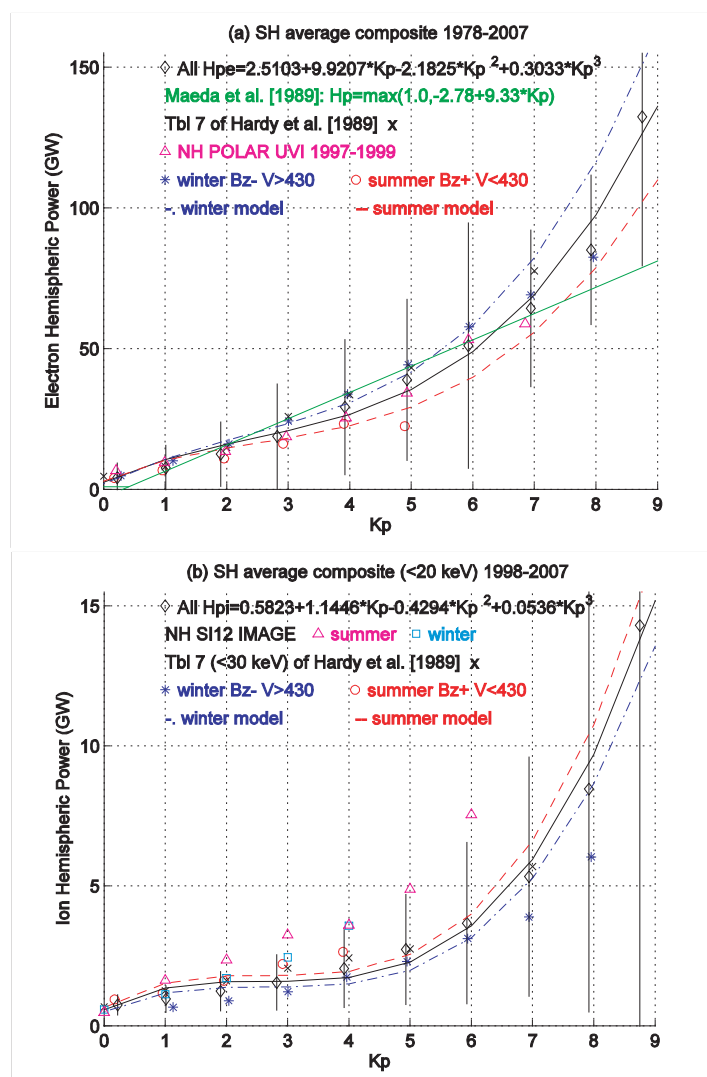 (a) SH average composite 1978-2007
◇ All Hpe=2.5103+9.9207*Kp-2.1825*Kp ²+0.3033*Kp³
Maeda et al. [1989]: Hp=max(1.0,-2.78+9.33*Kp)
Tbl 7 of Hardy et al. [1989] x
△ NH POLAR UVI 1997-1999
* winter Bz- V>430 ○ summer Bz+ V<430
-. winter model -- summer model
Electron Hemispheric Power (GW)
150
100
50
0
0 1 2 3 4 5 6 7 8 9
Kp
(b) SH average composite (<20 keV) 1998-2007
◇ All Hpi=0.5823+1.1446*Kp-0.4294*Kp ²+0.0536*Kp³
NH SI12 IMAGE △ summer □ winter
Tbl 7 (<30 keV) of Hardy et al. [1989] x
* winter Bz- V>430 ○ summer Bz+ V<430
-. winter model -- summer model
Ion Hemispheric Power (GW)
15
10
5
0
0 1 2 3 4 5 6 7 8 9
Kp